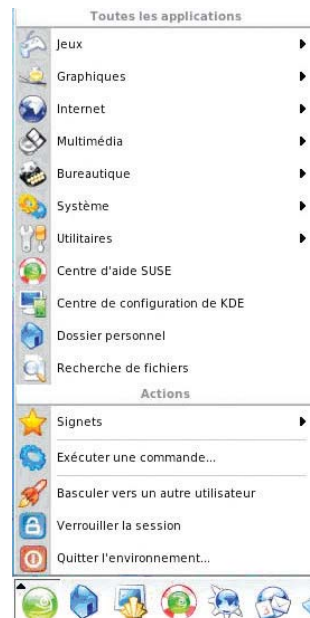 Toutes les applications
Jeux
Graphiques
Internet
Multimédia
Bureautique
Système
Utilitaires
Centre d'aide SUSE
Centre de configuration de KDE
Dossier personnel
Recherche de fichiers
Actions
Signets
Exécuter une commande...
Basculer vers un autre utilisateur
Verrouiller la session
Quitter l'environnement...